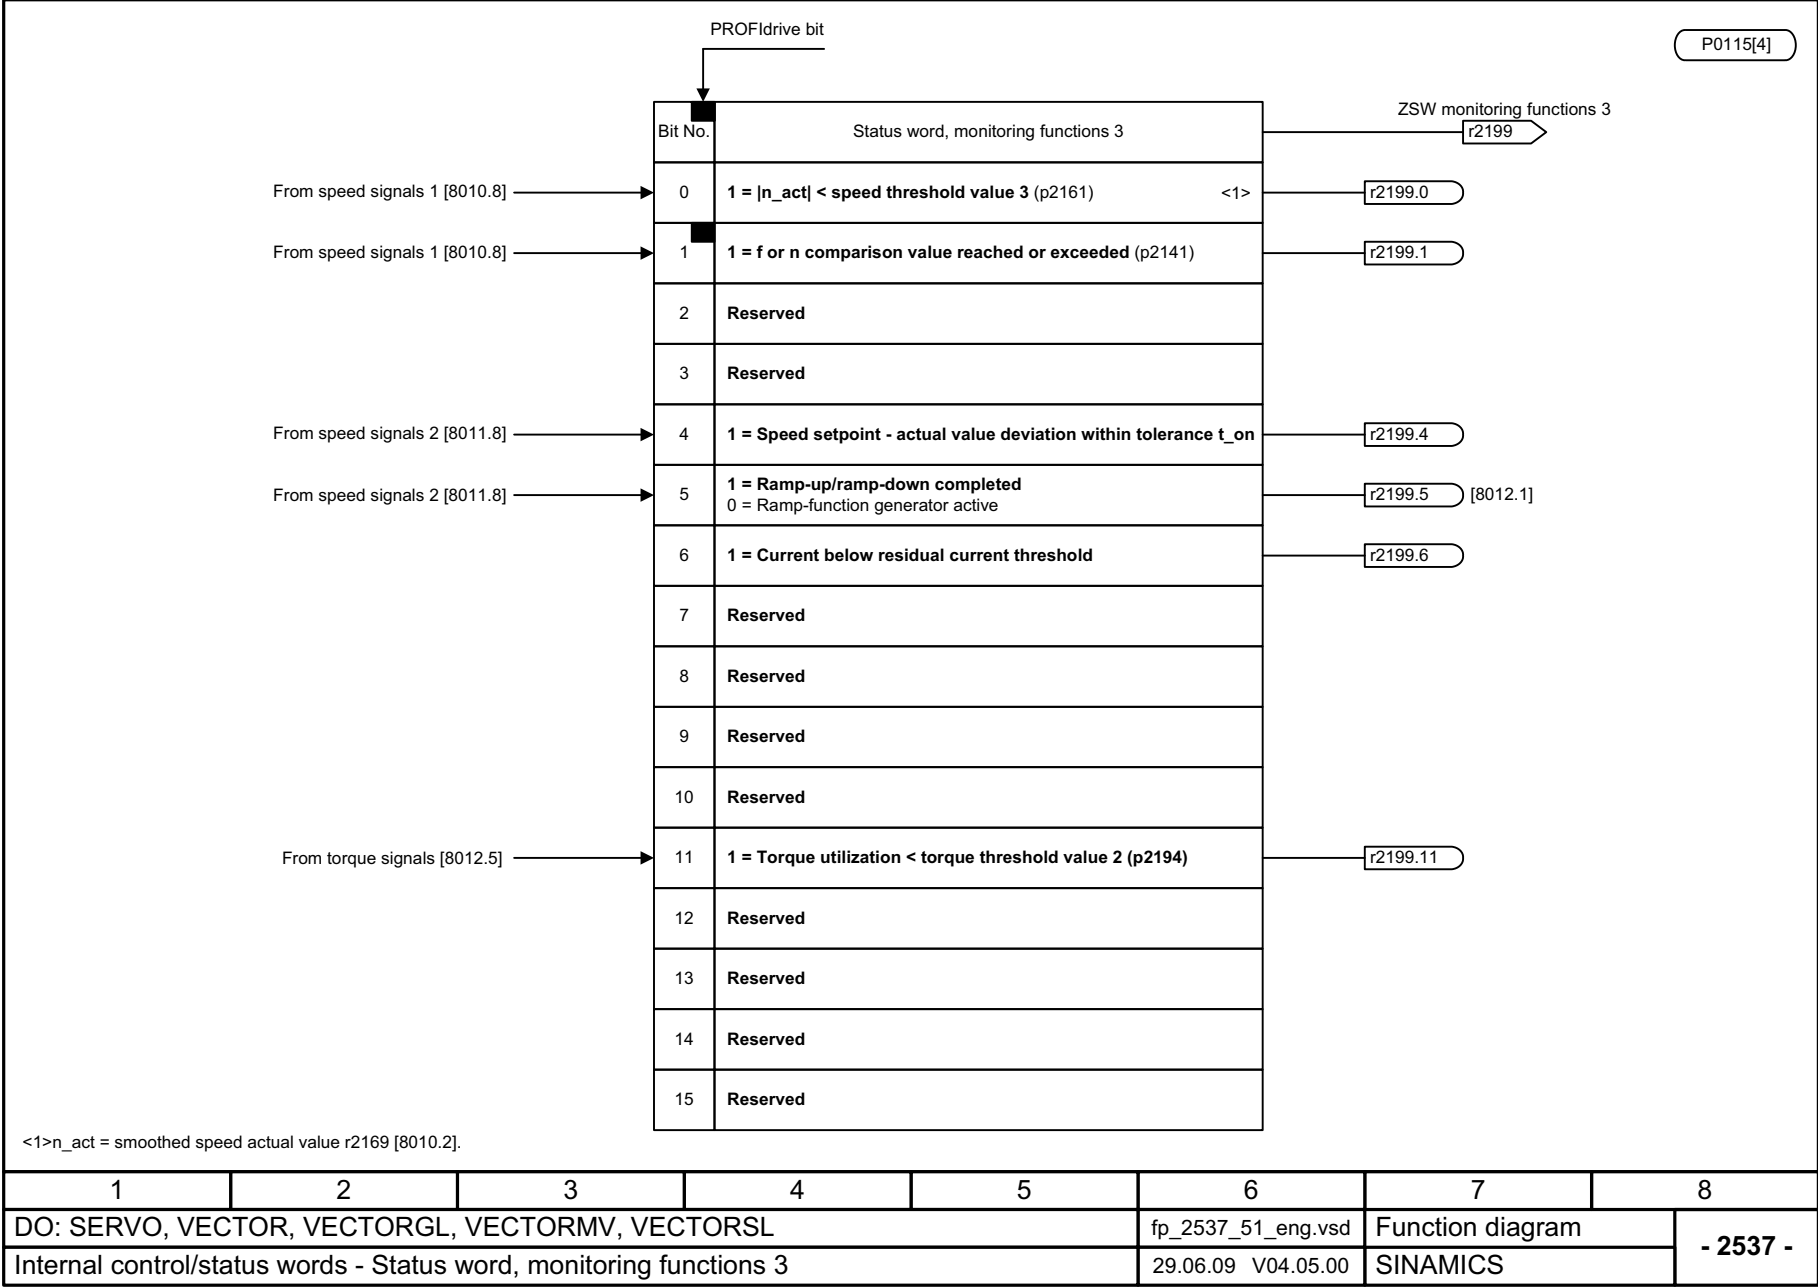 PROFIdrive bit
P0115[4]
ZSW monitoring functions 3
Bit No. Status word, monitoring functions 3 r2199
From speed signals 1 [8010.8] 0 1 = |n_act| < speed threshold value 3 (p2161) <1> r2199.0
From speed signals 1 [8010.8] 1 1 = f or n comparison value reached or exceeded (p2141) r2199.1
2 Reserved
3 Reserved
From speed signals 2 [8011.8] 4 1 = Speed setpoint - actual value deviation within tolerance t_on r2199.4
From speed signals 2 [8011.8] 5 1 = Ramp-up/ramp-down completed r2199.5 [8012.1]
0 = Ramp-function generator active
6 1 = Current below residual current threshold r2199.6
7 Reserved
8 Reserved
9 Reserved
10 Reserved
From torque signals [8012.5] 11 1 = Torque utilization < torque threshold value 2 (p2194) r2199.11
12 Reserved
13 Reserved
14 Reserved
15 Reserved
<1>n_act = smoothed speed actual value r2169 [8010.2].
1 2 3 4 5 6 7 8
DO: SERVO, VECTOR, VECTORGL, VECTORMV, VECTORSL fp_2537_51_eng.vsd Function diagram
- 2537 -
Internal control/status words - Status word, monitoring functions 3 29.06.09 V04.05.00 SINAMICS